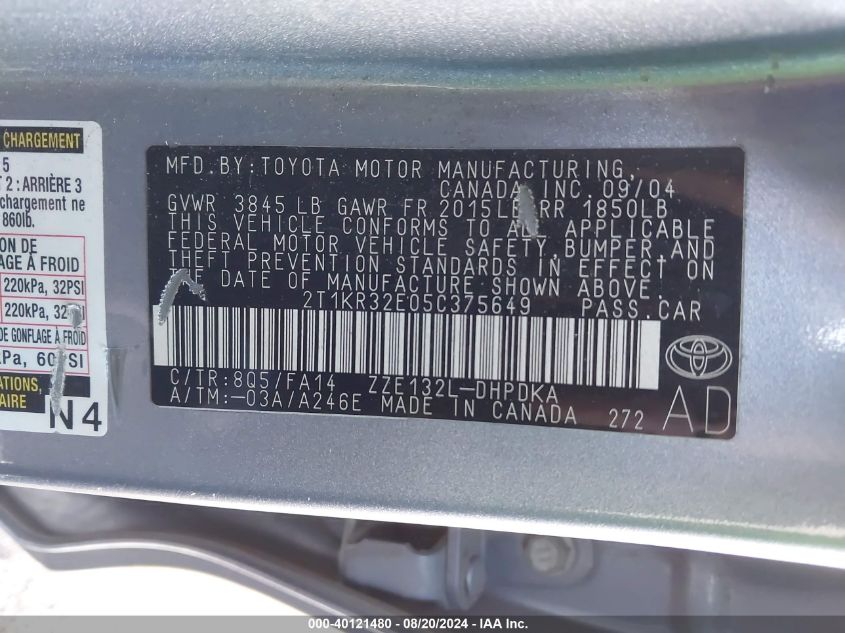 CHARGEMENT
5
2 : ARRIÈRE 3
chargement ne
860lb.
ON DE
AGE À FROID
220kPa, 32PSI
220kPa, 32
DE GONFLAGE À FROID
kPa, 60 SI
ATIONS,
AIRE
N4
MFD. BY: TOYOTA MOTOR MANUFACTURING,
CANADA, INC. 09/04
GVWR 3845 LB GAWR FR 2015LB RR 1850LB
THIS VEHICLE CONFORMS TO ALL APPLICABLE
FEDERAL MOTOR VEHICLE SAFETY, BUMPER, AND
THEFT PREVENTION STANDARDS IN EFFECT ON
THE DATE OF MANUFACTURE SHOWN ABOVE.
2T1KR32E05C375649 PASS. CAR
C/TR: 8Q5/FA14 ZZE132L-DHPDKA
A/TM: -03A/A246E MADE IN CANADA 272 AD
000-40121480 - 08/20/2024 - IAA, Inc.